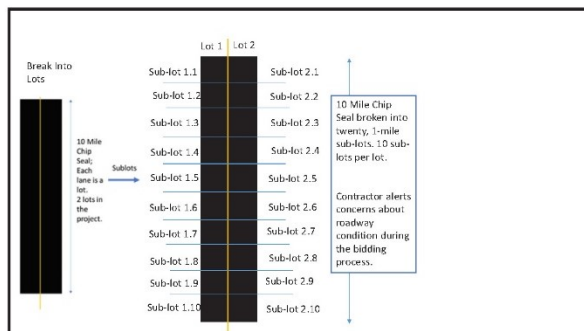 Break Into
Lots
10 Mile
Chip
Seal;
Each
lane is a
lot.
2 lots in
the
project.
Sublots
Lot 1
Lot 2
Sub-lot 1.1
Sub-lot 2.1
Sub-lot 1.2
Sub-lot 2.2
Sub-lot 1.3
Sub-lot 2.3
Sub-lot 1.4
Sub-lot 2.4
Sub-lot 1.5
Sub-lot 2.5
Sub-lot 1.6
Sub-lot 2.6
Sub-lot 1.7
Sub-lot 2.7
Sub-lot 1.8
Sub-lot 2.8
Sub-lot 1.9
Sub-lot 2.9
Sub-lot 1.10
Sub-lot 2.10
10 Mile Chip
Seal broken into
twenty, 1-mile
sub-lots. 10 sub-
lots per lot.
Contractor alerts
concerns about
roadway
condition during
the bidding
process.